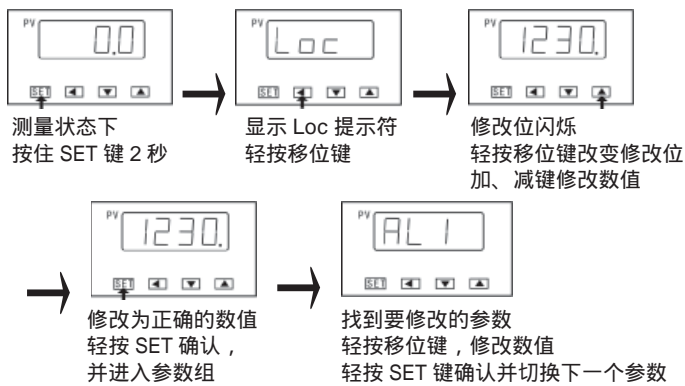 PV
0.0
SET
测量状态下
按住 SET 键 2 秒
PV
Loc
SET
显示 Loc 提示符
轻按移位键
PV
1230.
SET
修改位闪烁
轻按移位键改变修改位
加、减键修改数值
PV
1230.
SET
修改为正确的数值
轻按 SET 确认，
并进入参数组
PV
AL 1
SET
找到要修改的参数
轻按移位键，修改数值
轻按 SET 键确认并切换下一个参数